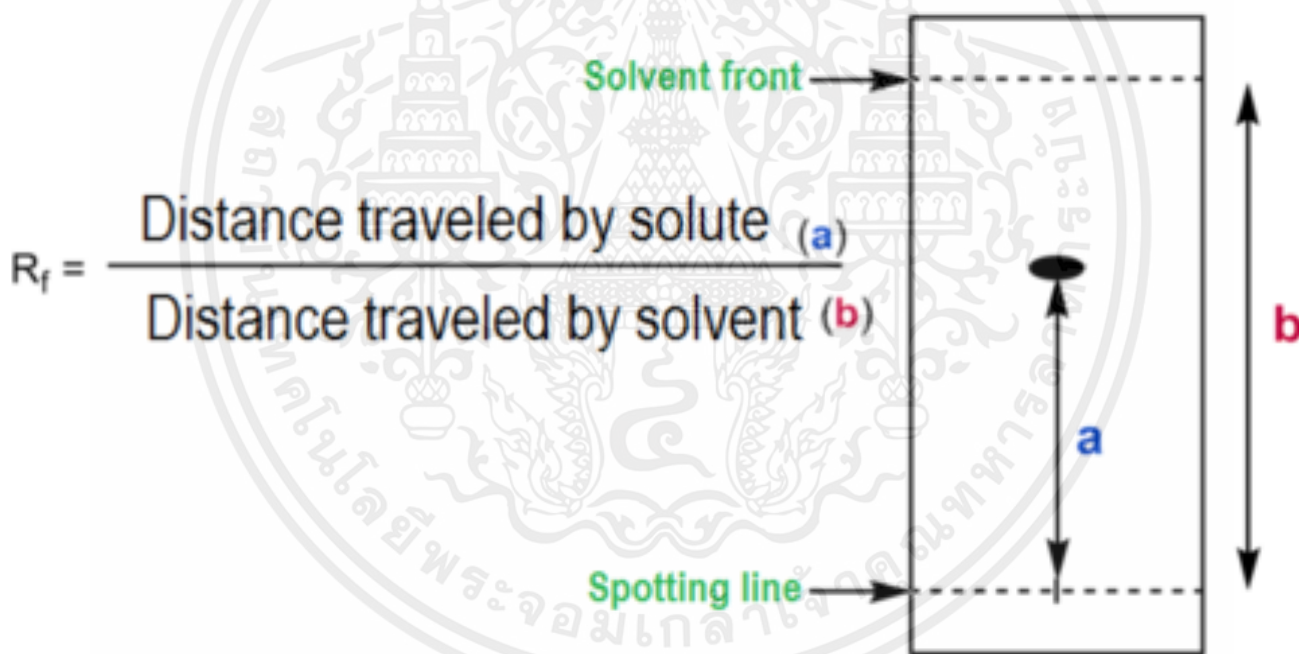 Solvent front
Distance traveled by solute (a)
Rf =
Distance traveled by solvent (b)
b
a
Spotting line